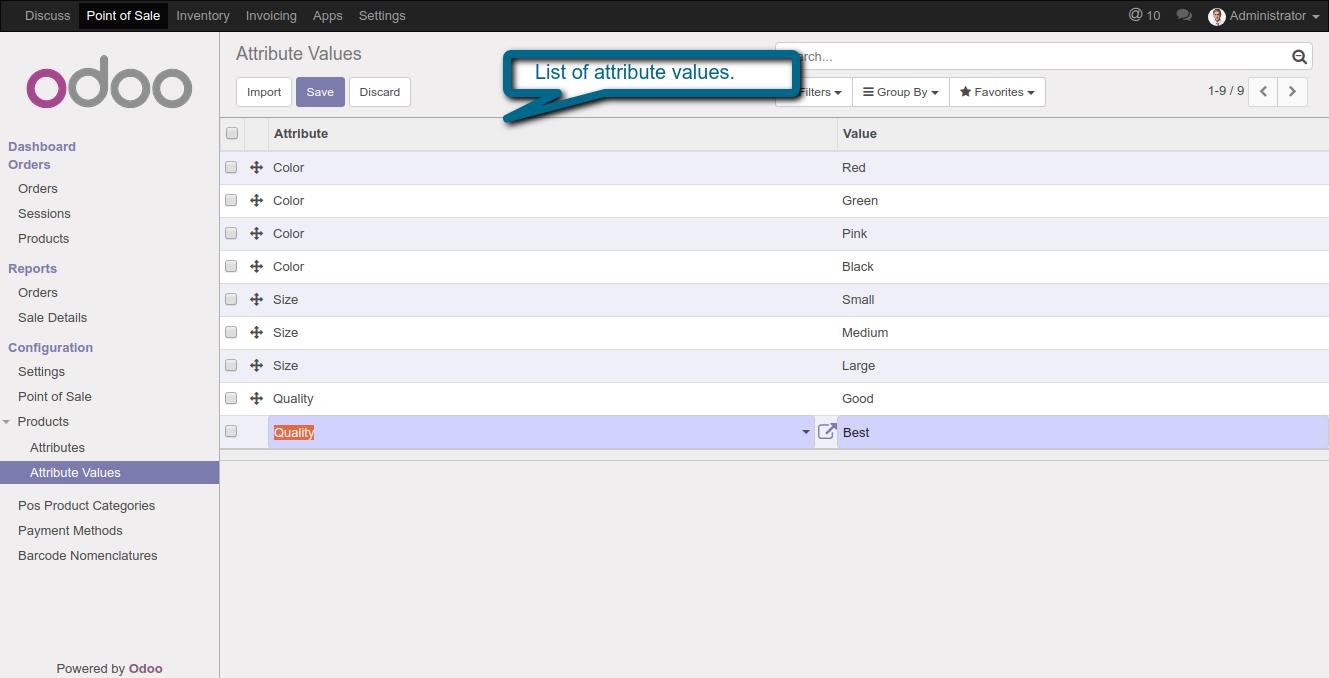 Discuss Point of Sale Inventory Invoicing Apps Settings @ 10 Administrator
odoo
Dashboard
Orders
Orders
Sessions
Products
Reports
Orders
Sale Details
Configuration
Settings
Point of Sale
Products
Attributes
Attribute Values
Pos Product Categories
Payment Methods
Barcode Nomenclatures
Powered by Odoo
Attribute Values
List of attribute values.
Import Save Discard
Group By Favorites 1-9 / 9
Attribute Value
Color Red
Color Green
Color Pink
Color Black
Size Small
Size Medium
Size Large
Quality Good
Quality Best